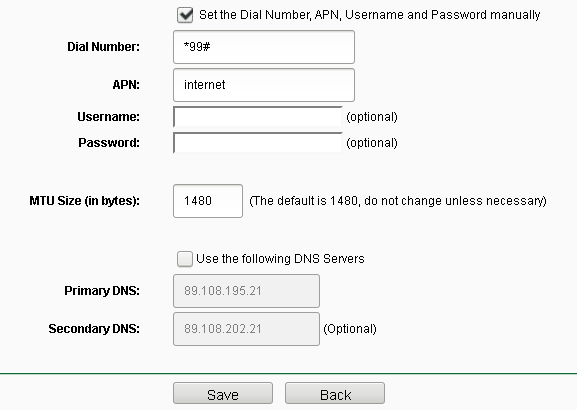 Set the Dial Number, APN, Username and Password manually
Dial Number: *99#
APN: internet
Username: (optional)
Password: (optional)
MTU Size (in bytes): 1480 (The default is 1480, do not change unless necessary)
Use the following DNS Servers
Primary DNS: 89.108.195.21
Secondary DNS: 89.108.202.21 (Optional)
Save Back